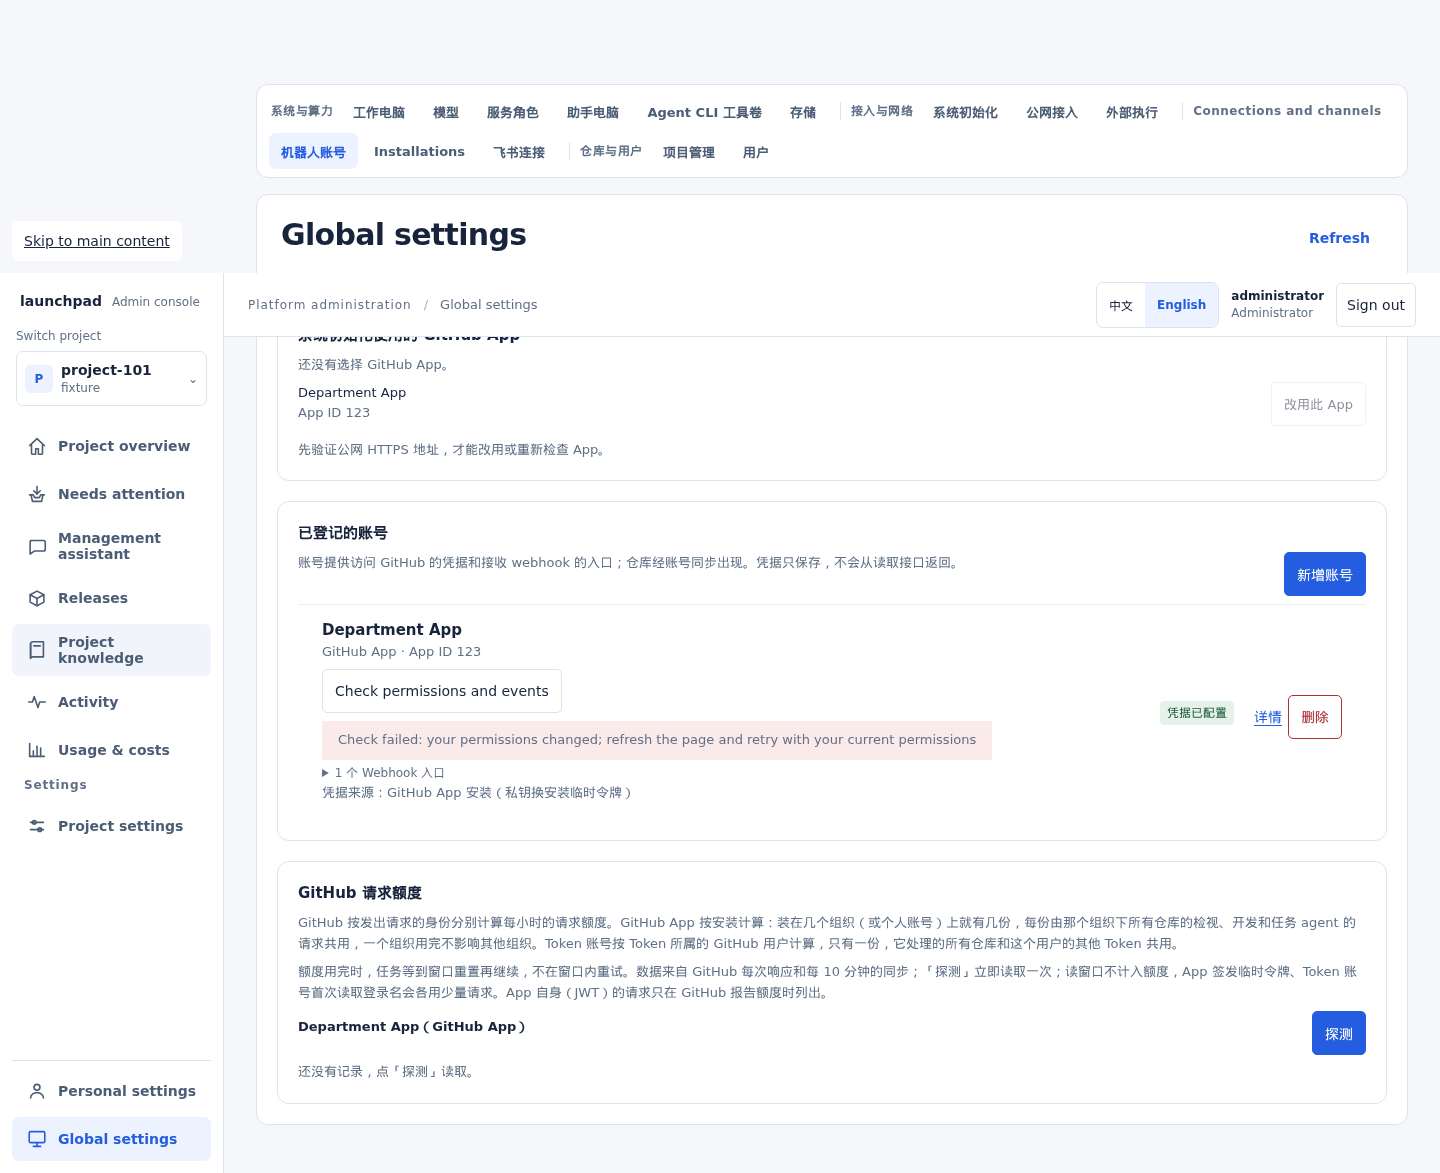 系统与算力 工作电脑 模型 服务角色 助手电脑 Agent CLI 工具卷 存储 接入与网络 系统初始化 公网接入 外部执行 Connections and channels
机器人账号 Installations 飞书连接 仓库与用户 项目管理 用户
Skip to main content
Global settings
Refresh
launchpad Admin console
Platform administration / Global settings
中文 English
administrator
Administrator
Sign out
Switch project
P
project-101
fixture
Project overview
Needs attention
Management
assistant
Releases
Project
knowledge
Activity
Usage & costs
Settings
Project settings
Personal settings
Global settings
系统初始化使用的 GitHub App
还没有选择 GitHub App。
Department App
App ID 123
改用此 App
先验证公网 HTTPS 地址，才能改用或重新检查 App。
已登记的账号
账号提供访问 GitHub 的凭据和接收 webhook 的入口；仓库经账号同步出现。凭据只保存，不会从读取接口返回。
新增账号
Department App
GitHub App · App ID 123
Check permissions and events
Check failed: your permissions changed; refresh the page and retry with your current permissions
1 个 Webhook 入口
凭据来源：GitHub App 安装（私钥换安装临时令牌）
凭据已配置
详情
删除
GitHub 请求额度
GitHub 按发出请求的身份分别计算每小时的请求额度。GitHub App 按安装计算：装在几个组织（或个人账号）上就有几份，每份由那个组织下所有仓库的检视、开发和任务 agent 的
请求共用，一个组织用完不影响其他组织。Token 账号按 Token 所属的 GitHub 用户计算，只有一份，它处理的所有仓库和这个用户的其他 Token 共用。
额度用完时，任务等到窗口重置再继续，不在窗口内重试。数据来自 GitHub 每次响应和每 10 分钟的同步；「探测」立即读取一次；读窗口不计入额度，App 签发临时令牌、Token 账
号首次读取登录名会各用少量请求。App 自身（JWT）的请求只在 GitHub 报告额度时列出。
Department App（GitHub App）
探测
还没有记录，点「探测」读取。